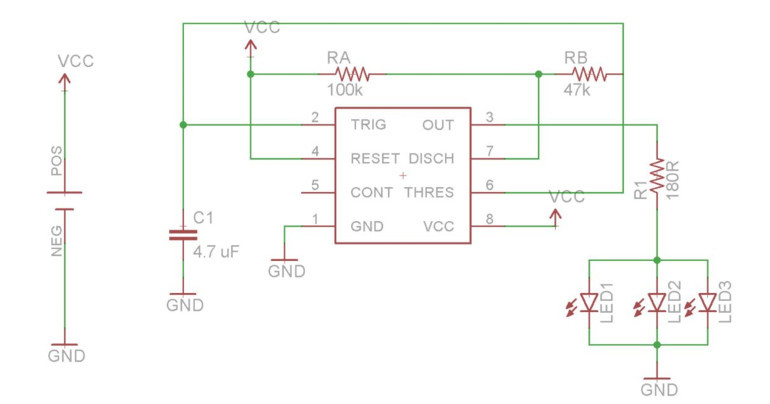 VCC
RA
RB
VCC
100k
47k
2
TRIG
OUT
3
POS
4
RESET
DISCH
7
R1
180R
5
CONT
THRES
6
VCC
C1
1
GND
VCC
8
NEG
4.7 uF
GND
LED1
LED2
LED3
GND
GND
GND